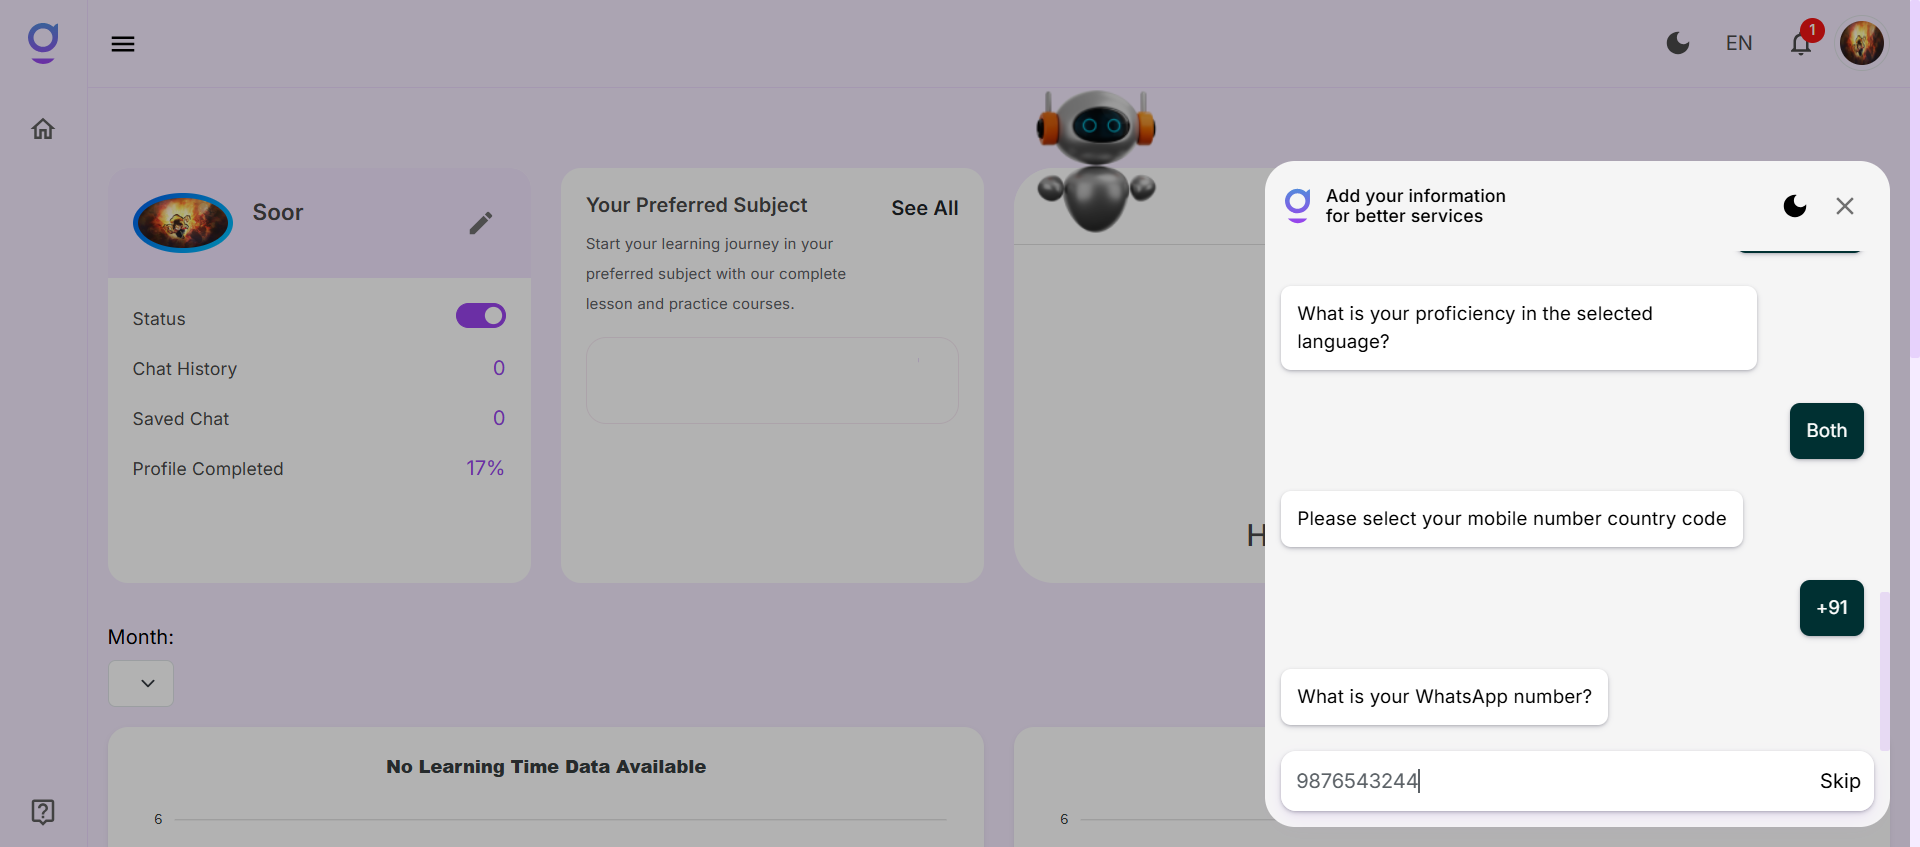 EN
1
Soor
Status
Chat History 0
Saved Chat 0
Profile Completed 17%
Your Preferred Subject
See All
Start your learning journey in your
preferred subject with our complete
lesson and practice courses.
H
Month:
No Learning Time Data Available
6
6
Add your information
for better services
What is your proficiency in the selected
language?
Both
Please select your mobile number country code
+91
What is your WhatsApp number?
9876543244
Skip